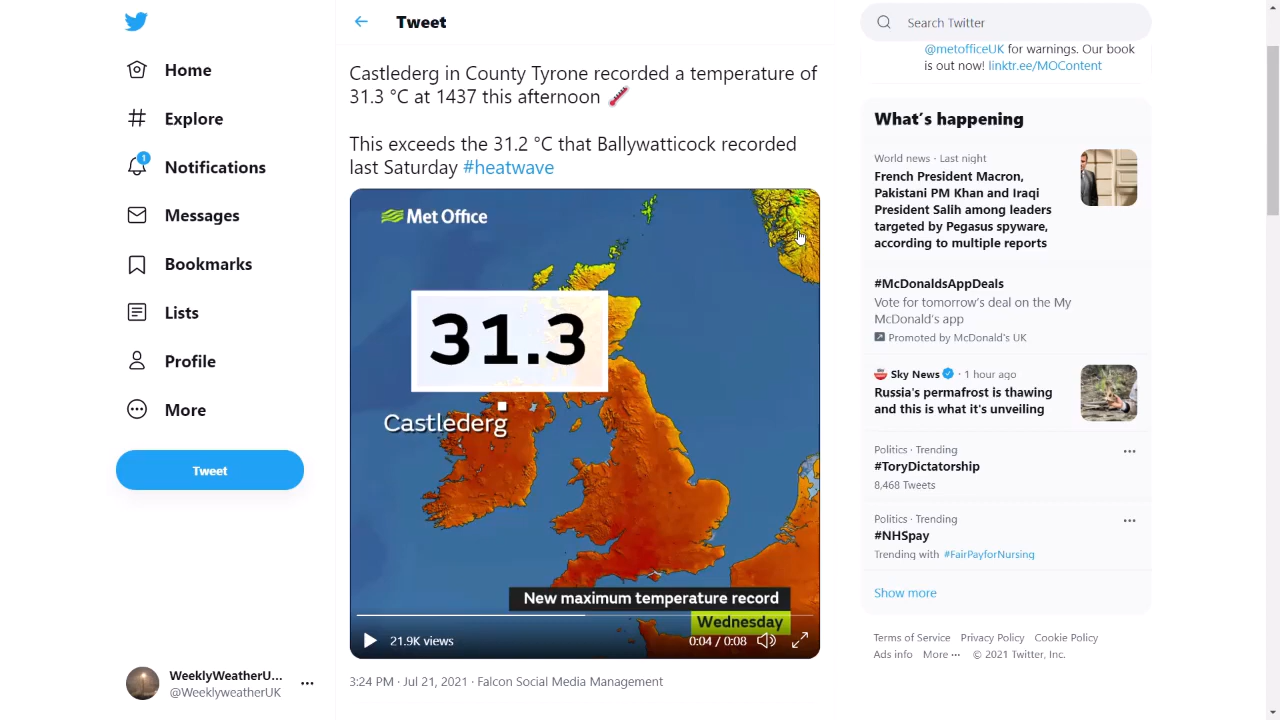 Home
Explore
1
Notifications
Messages
Bookmarks
Lists
Profile
More
Tweet
WeeklyWeatherU...
@WeeklyweatherUK
Tweet
Castlederg in County Tyrone recorded a temperature of
31.3 °C at 1437 this afternoon
This exceeds the 31.2 °C that Ballywatticock recorded
last Saturday #heatwave
Met Office
31.3
Castlederg
New maximum temperature record
Wednesday
21.9K views
0:04 / 0:08
3:24 PM · Jul 21, 2021 · Falcon Social Media Management
Search Twitter
@metofficeUK for warnings. Our book
is out now! linktr.ee/MOContent
What's happening
World news · Last night
French President Macron,
Pakistani PM Khan and Iraqi
President Salih among leaders
targeted by Pegasus spyware,
according to multiple reports
#McDonaldsAppDeals
Vote for tomorrow's deal on the My
McDonald's app
Promoted by McDonald's UK
Sky News · 1 hour ago
Russia's permafrost is thawing
and this is what it's unveiling
Politics · Trending
#ToryDictatorship
8,468 Tweets
Politics · Trending
#NHSpay
Trending with #FairPayforNursing
Show more
Terms of Service Privacy Policy Cookie Policy
Ads info More ··· © 2021 Twitter, Inc.